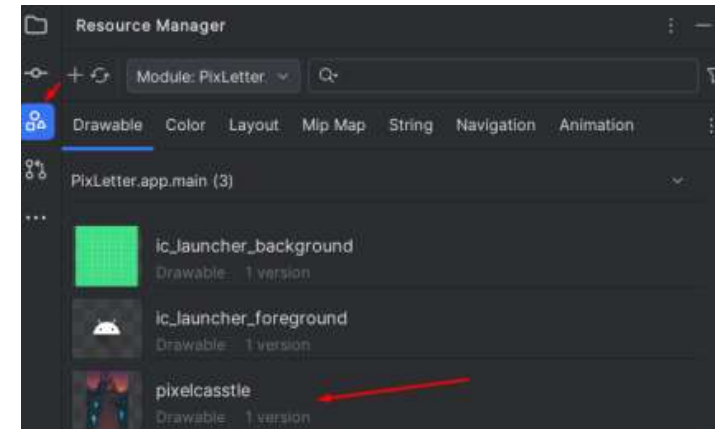 Resource Manager
Module: PixLetter
Drawable Color Layout Mip Map String Navigation Animation
PixLetter.app.main (3)
ic_launcher_background
Drawable 1 version
ic_launcher_foreground
Drawable 1 version
pixelcasstle
Drawable 1 version